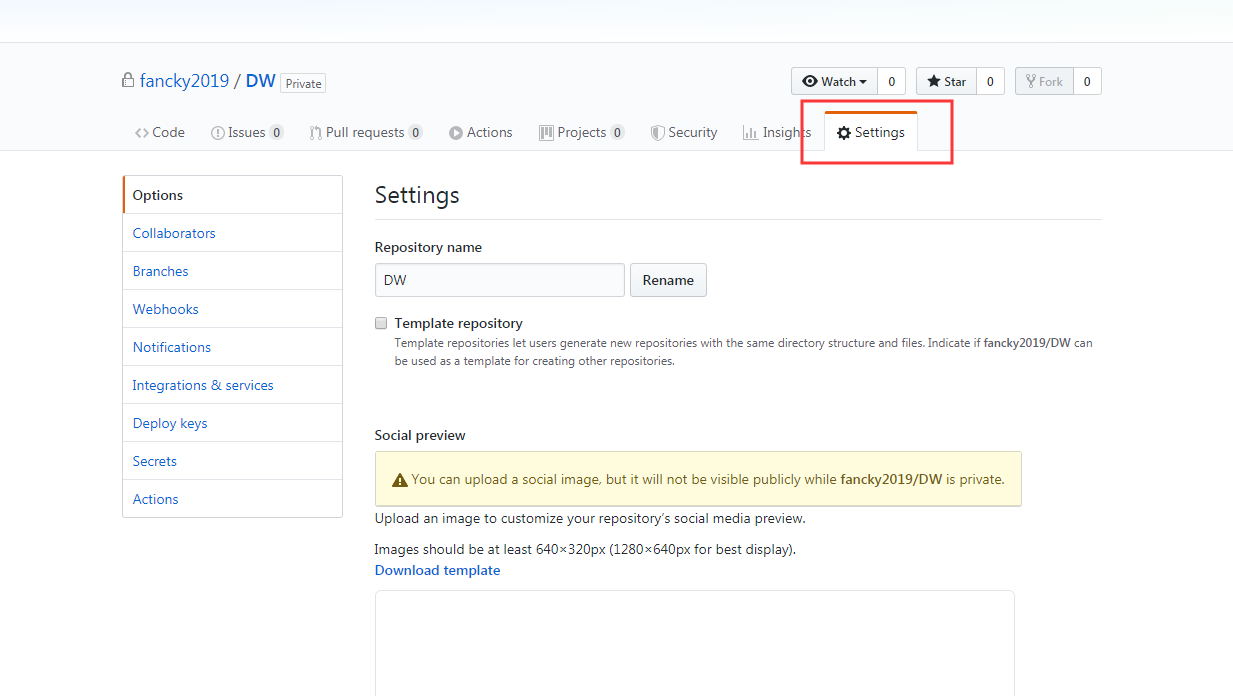 fancky2019 / DW Private
Watch 0 Star 0 Fork 0
Code Issues 0 Pull requests 0 Actions Projects 0 Security Insights Settings
Options
Collaborators
Branches
Webhooks
Notifications
Integrations & services
Deploy keys
Secrets
Actions
Settings
Repository name
DW Rename
Template repository
Template repositories let users generate new repositories with the same directory structure and files. Indicate if fancky2019/DW can
be used as a template for creating other repositories.
Social preview
You can upload a social image, but it will not be visible publicly while fancky2019/DW is private.
Upload an image to customize your repository's social media preview.
Images should be at least 640×320px (1280×640px for best display).
Download template